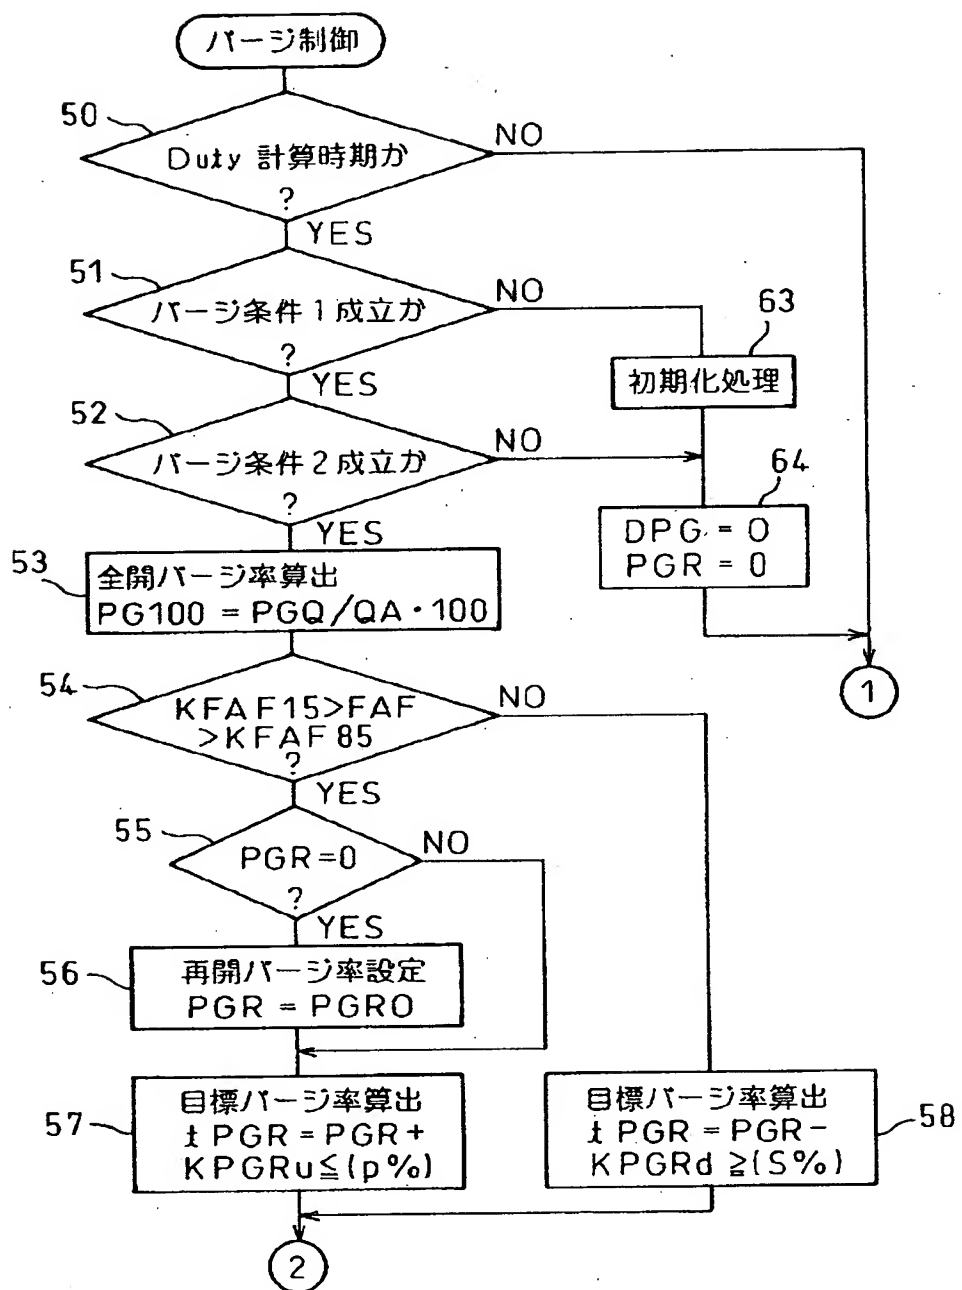 パージ制御
50
Duty 計算時期か
?
NO
YES
51
パージ条件1成立か
?
NO
YES
63
初期化処理
52
パージ条件2成立か
?
NO
YES
64
DPG = 0
PGR = 0
53
全開パージ率算出
PG100 = PGQ/QA・100
1
54
KFAF15>FAF
>KFAF85
?
NO
YES
55
PGR=0
?
NO
YES
56
再開パージ率設定
PGR = PGR0
57
目標パージ率算出
tPGR = PGR+
KPGRu≦(p%)
58
目標パージ率算出
tPGR = PGR-
KPGRd≧(S%)
2